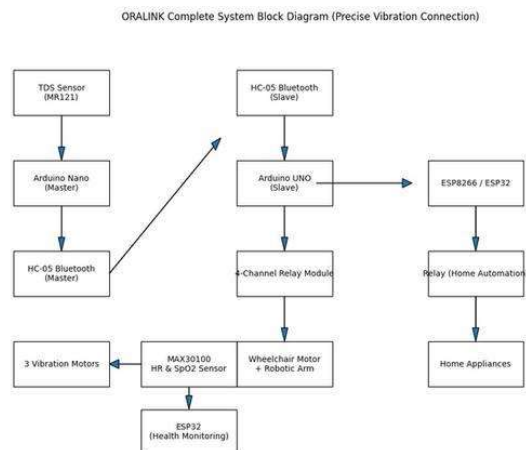 ORALINK Complete System Block Diagram (Precise Vibration Connection)
TDS Sensor
(MR121)
HC-05 Bluetooth
(Slave)
Arduino Nano
(Master)
Arduino UNO
(Slave)
ESP8266 / ESP32
HC-05 Bluetooth
(Master)
4-Channel Relay Module
Relay (Home Automation
3 Vibration Motors
MAX30100
HR & SpO2 Sensor
Wheelchair Motor
+ Robotic Arm
Home Appliances
ESP32
(Health Monitoring)